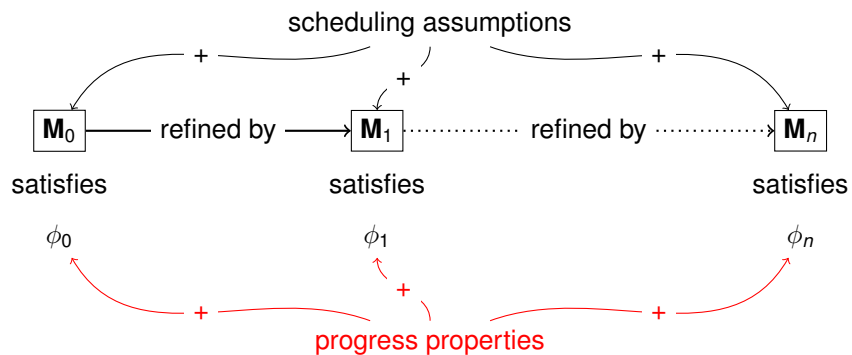 scheduling assumptions
+ + +
M₀ refined by M₁ refined by Mₙ
satisfies satisfies satisfies
ϕ₀ ϕ₁ ϕₙ
+ + +
progress properties